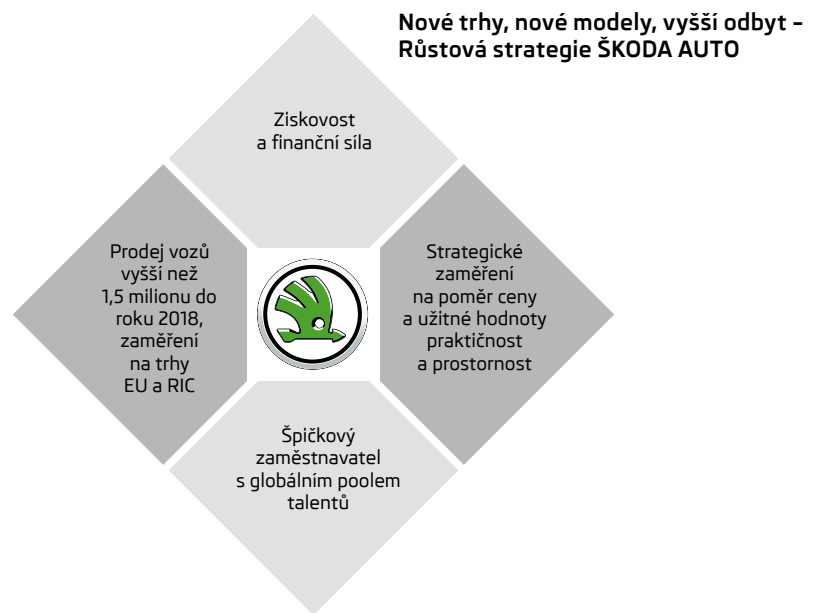 Nové trhy, nové modely, vyšší odbyt –
Růstová strategie ŠKODA AUTO
Ziskovost
a finanční síla
Prodej vozů
vyšší než
1,5 milionu do
roku 2018,
zaměření
na trhy
EU a RIC
Strategické
zaměření
na poměr ceny
a užitné hodnoty
praktičnost
a prostornost
Špičkový
zaměstnavatel
s globálním poolem
talentů